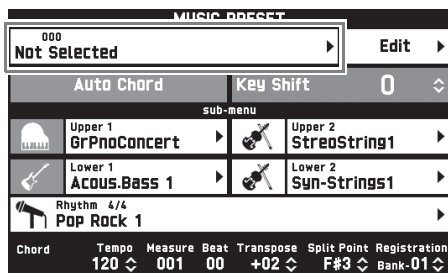 MUSIC PRESET
000
Not Selected
Edit
Auto Chord Key Shift 0
sub-menu
Upper 1 Upper 2
GrPnoConcert StreoString1
Lower 1 Lower 2
Acous.Bass 1 Syn-Strings1
Rhythm 4/4
Pop Rock 1
Chord Tempo Measure Beat Transpose Split Point Registration
120 001 00 +02 F#3 Bank-01